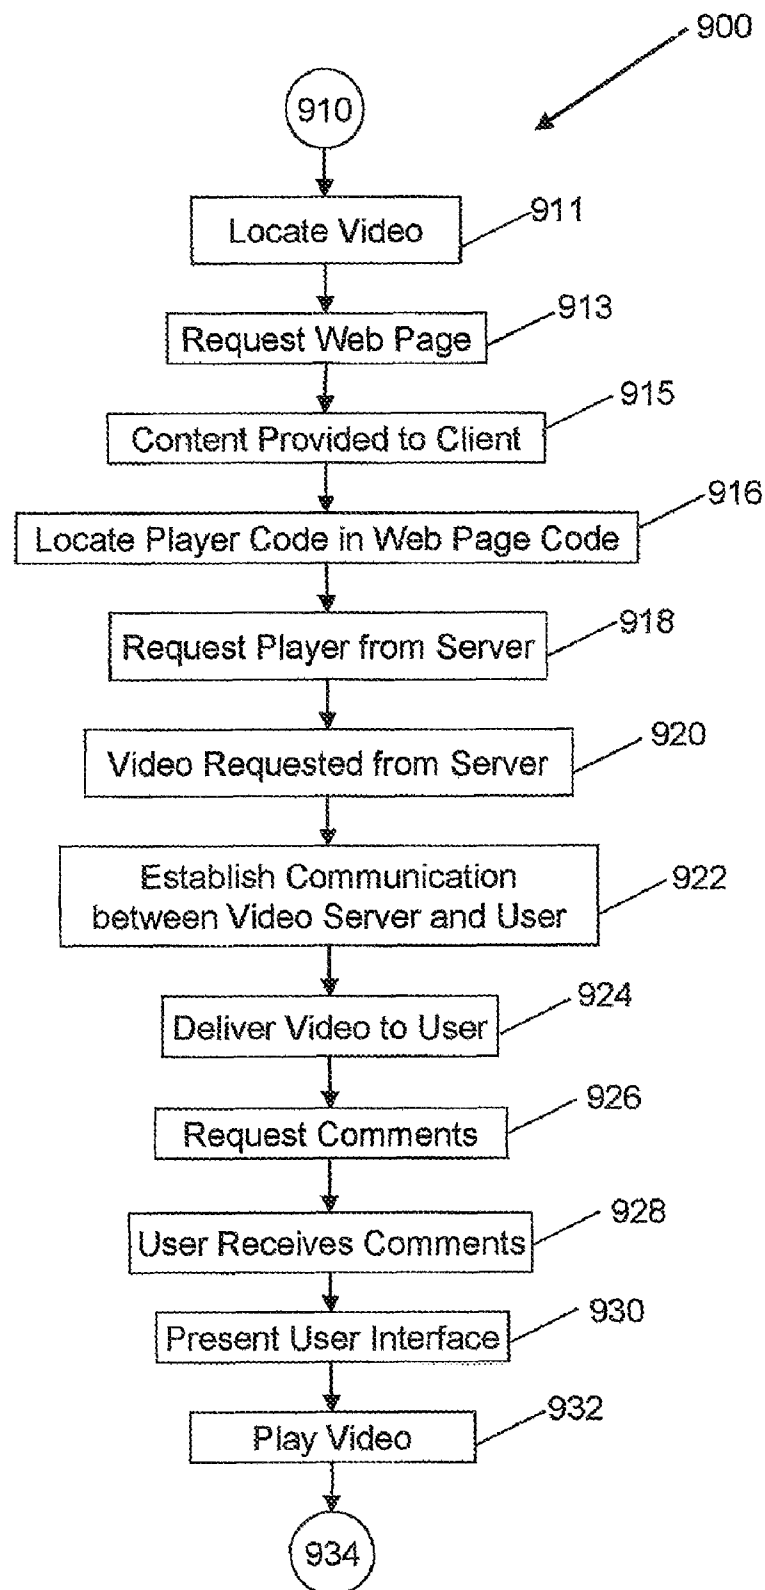 900
910
Locate Video
911
Request Web Page
913
Content Provided to Client
915
Locate Player Code in Web Page Code
916
Request Player from Server
918
Video Requested from Server
920
Establish Communication
between Video Server and User
922
Deliver Video to User
924
Request Comments
926
User Receives Comments
928
Present User Interface
930
Play Video
932
934